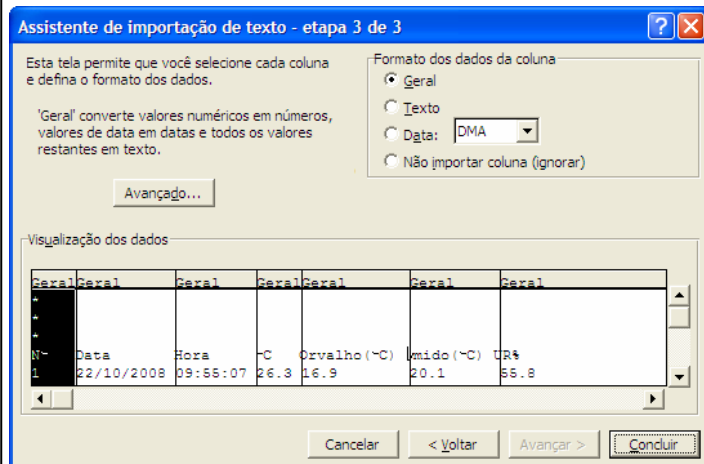 Assistente de importação de texto - etapa 3 de 3
Esta tela permite que você selecione cada coluna
e defina o formato dos dados.
'Geral' converte valores numéricos em números,
valores de data em datas e todos os valores
restantes em texto.
Avançado...
Formato dos dados da coluna
Geral
Texto
Data: DMA
Não importar coluna (ignorar)
Visualização dos dados
Geral Geral Geral Geral Geral Geral Geral
*
*
*
N¬ Data Hora ¬C Orvalho(¬C) mido(¬C) UR%
1 22/10/2008 09:55:07 26.3 16.9 20.1 55.8
Cancelar < Voltar Avançar > Concluir